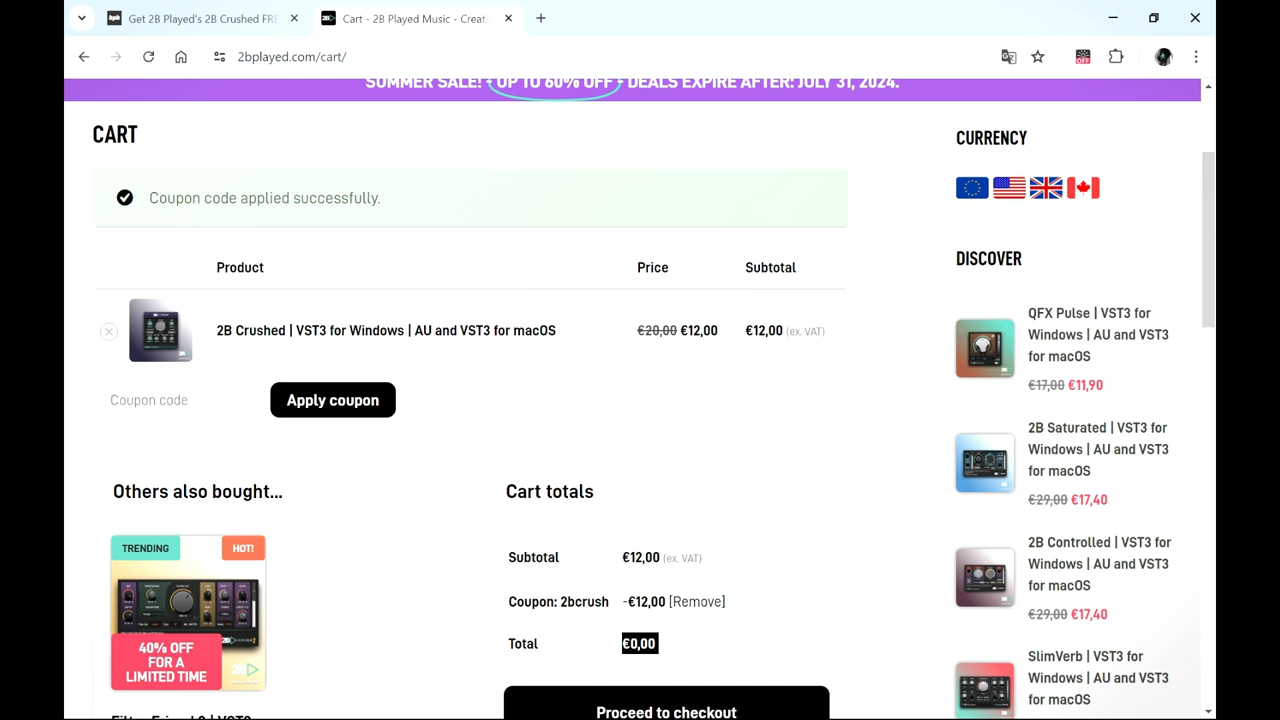 Get 2B Played's 2B Crushed FRE
Cart - 2B Played Music - Creati
2bplayed.com/cart/
OFF
SUMMER SALE! - UP TO 60% OFF - DEALS EXPIRE AFTER: JULY 31, 2024.
CART
Coupon code applied successfully.
Product Price Subtotal
2B Crushed | VST3 for Windows | AU and VST3 for macOS €20,00 €12,00 €12,00 (ex. VAT)
Coupon code Apply coupon
Others also bought...
TRENDING HOT!
40% OFF
FOR A
LIMITED TIME
Cart totals
Subtotal €12,00 (ex. VAT)
Coupon: 2bcrush -€12,00 [Remove]
Total €0,00
Proceed to checkout
CURRENCY
DISCOVER
QFX Pulse | VST3 for
Windows | AU and VST3
for macOS
€17,00 €11,90
2B Saturated | VST3 for
Windows | AU and VST3
for macOS
€29,00 €17,40
2B Controlled | VST3 for
Windows | AU and VST3
for macOS
€29,00 €17,40
SlimVerb | VST3 for
Windows | AU and VST3
for macOS